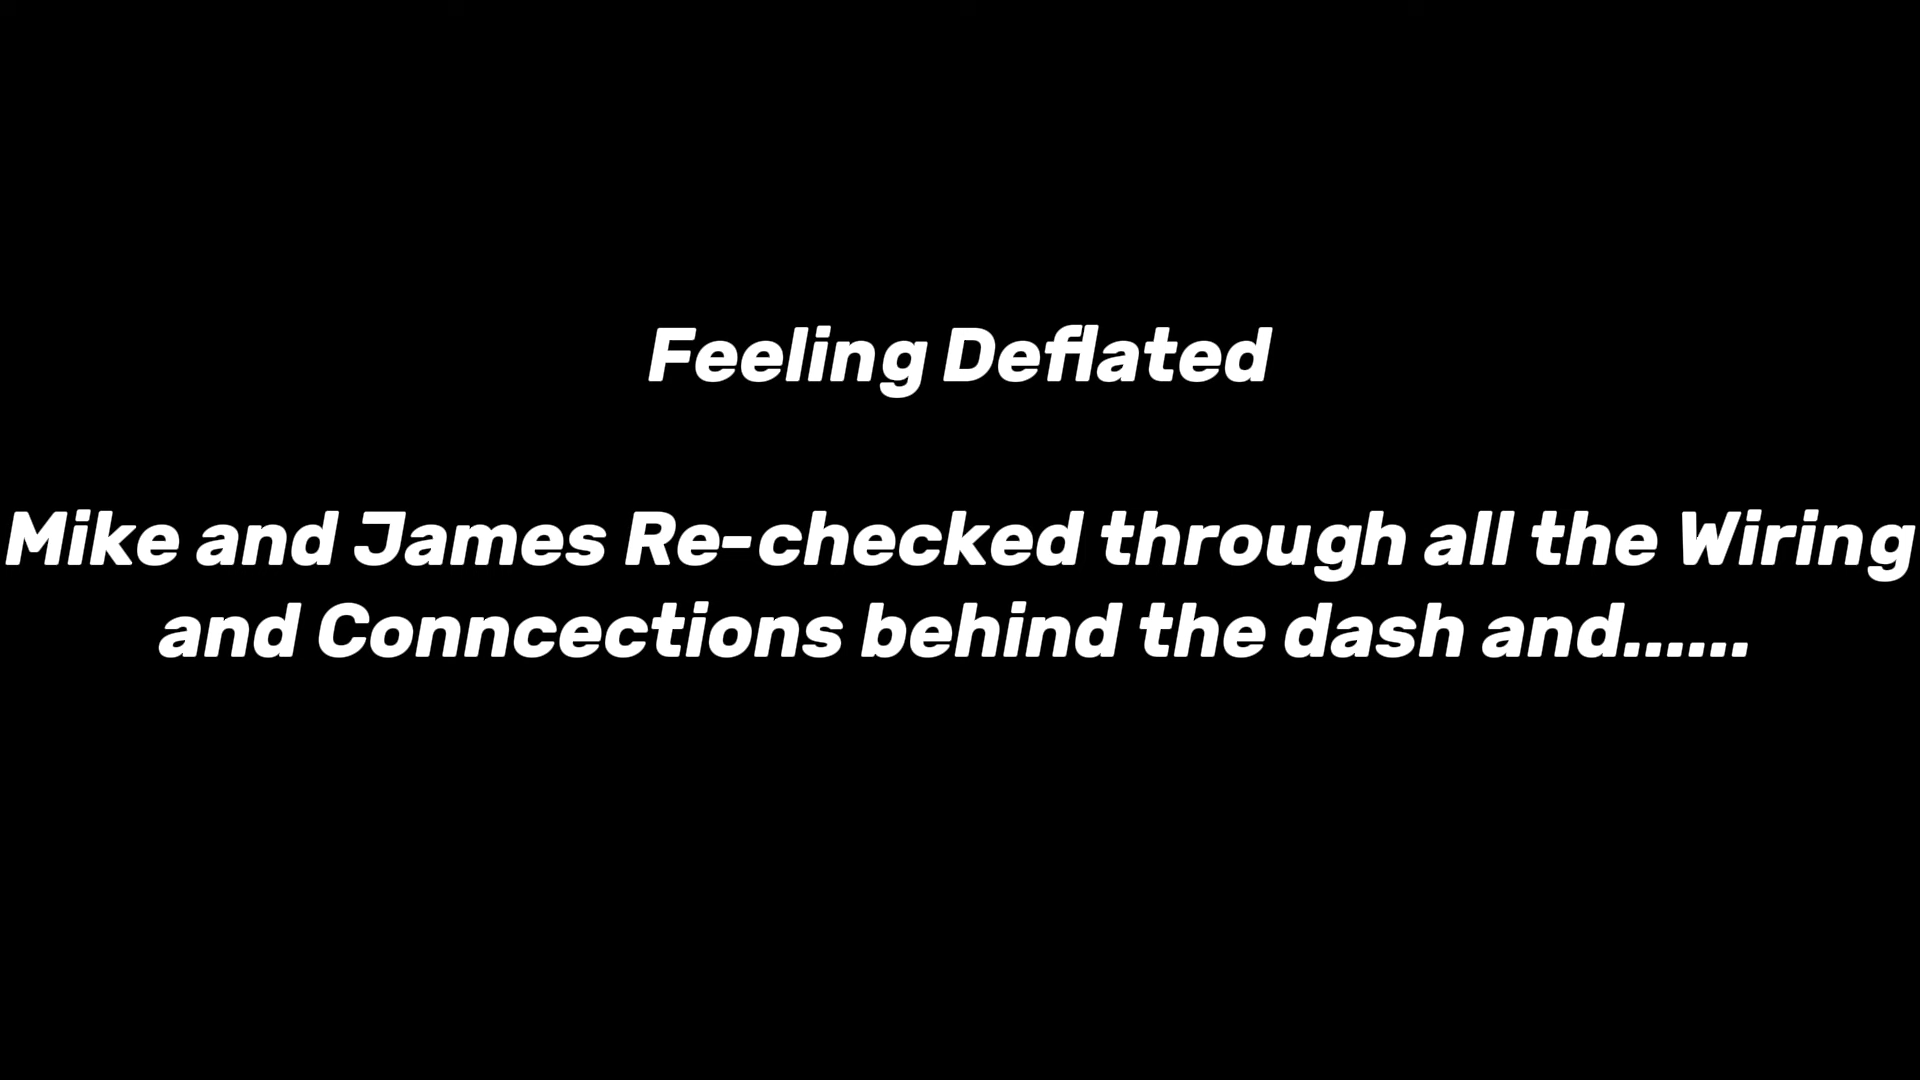 Feeling Deflated
Mike and James Re-checked through all the Wiring
and Conncections behind the dash and......